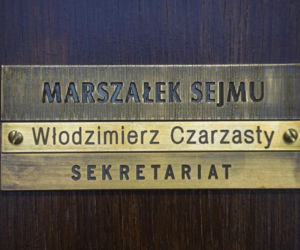 MARSZAŁEK SEJMU
Włodzimierz Czarzasty
SEKRETARIAT